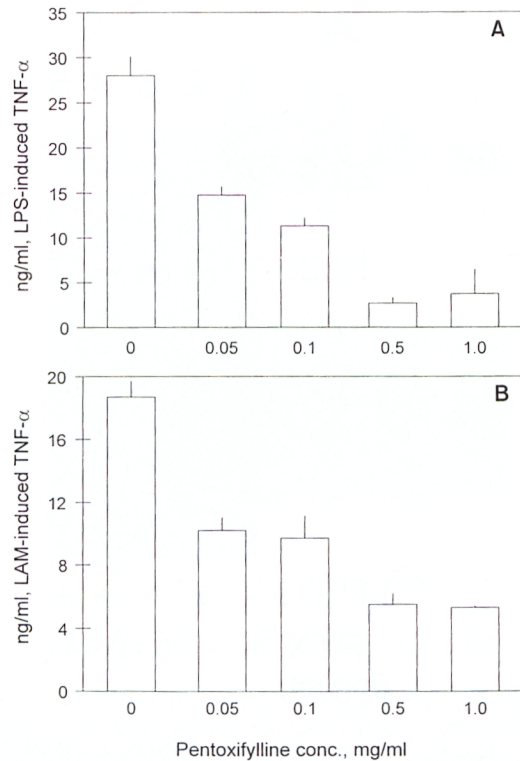 A
ng/ml, LPS-induced TNF-α
35
30
25
20
15
10
5
0
0 0.05 0.1 0.5 1.0
B
ng/ml, LAM-induced TNF-α
20
16
12
8
4
0
0 0.05 0.1 0.5 1.0
Pentoxifylline conc., mg/ml